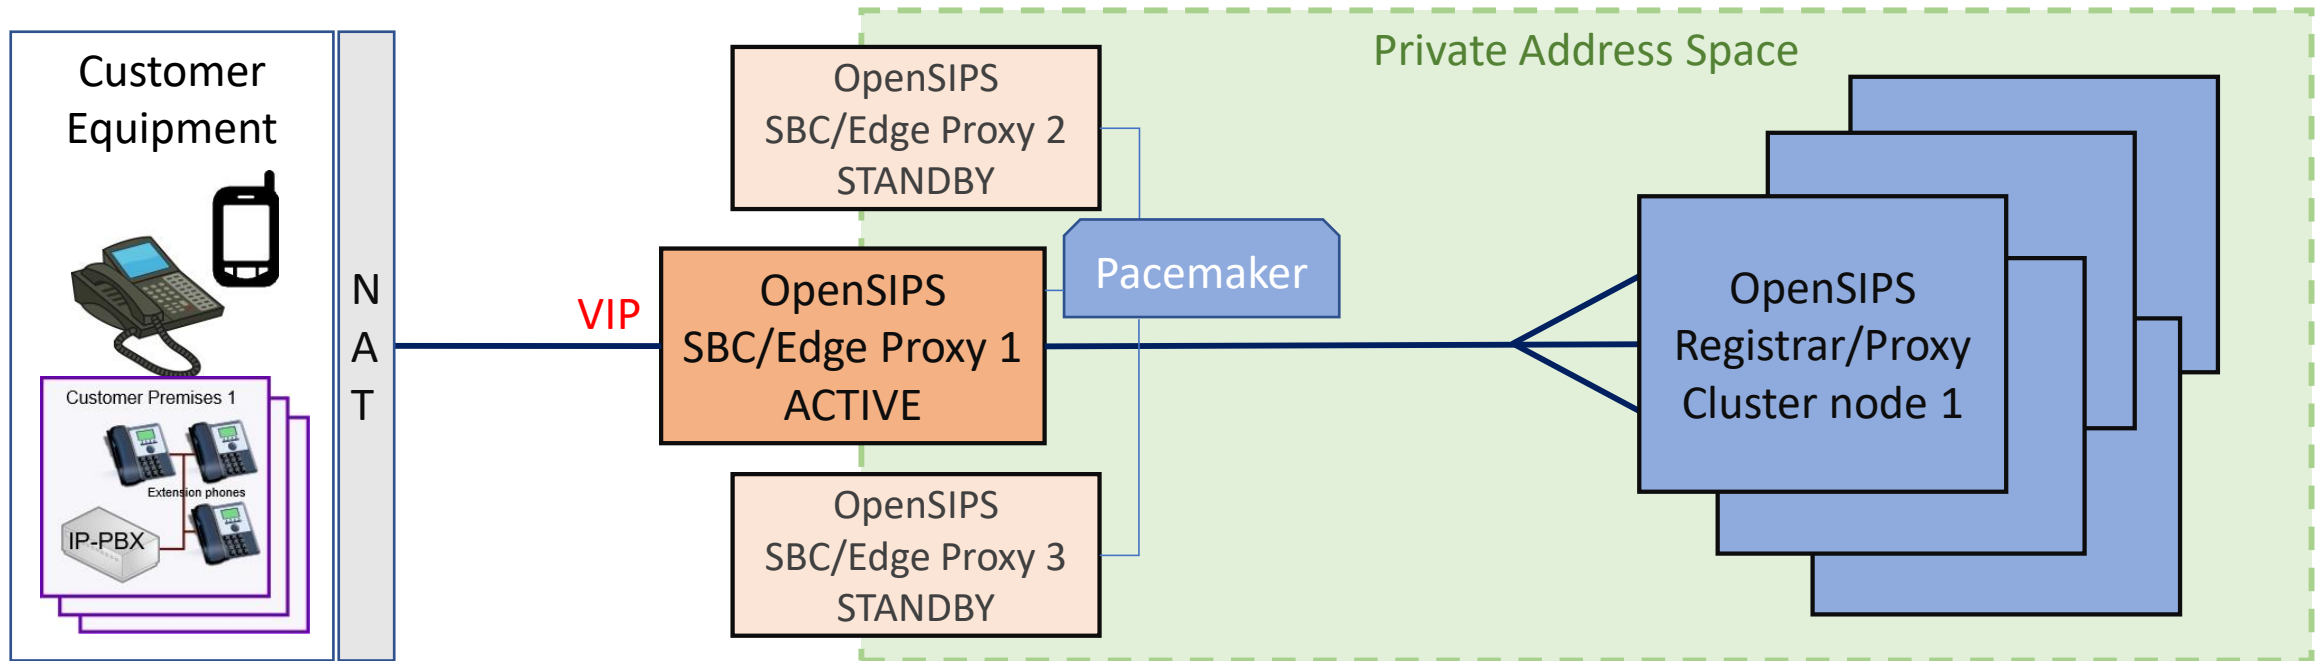 Customer
Equipment
Customer Premises 1
Extension phones
IP-PBX
N
A
T
VIP
OpenSIPS
SBC/Edge Proxy 2
STANDBY
OpenSIPS
SBC/Edge Proxy 1
ACTIVE
OpenSIPS
SBC/Edge Proxy 3
STANDBY
Private Address Space
Pacemaker
OpenSIPS
Registrar/Proxy
Cluster node 1